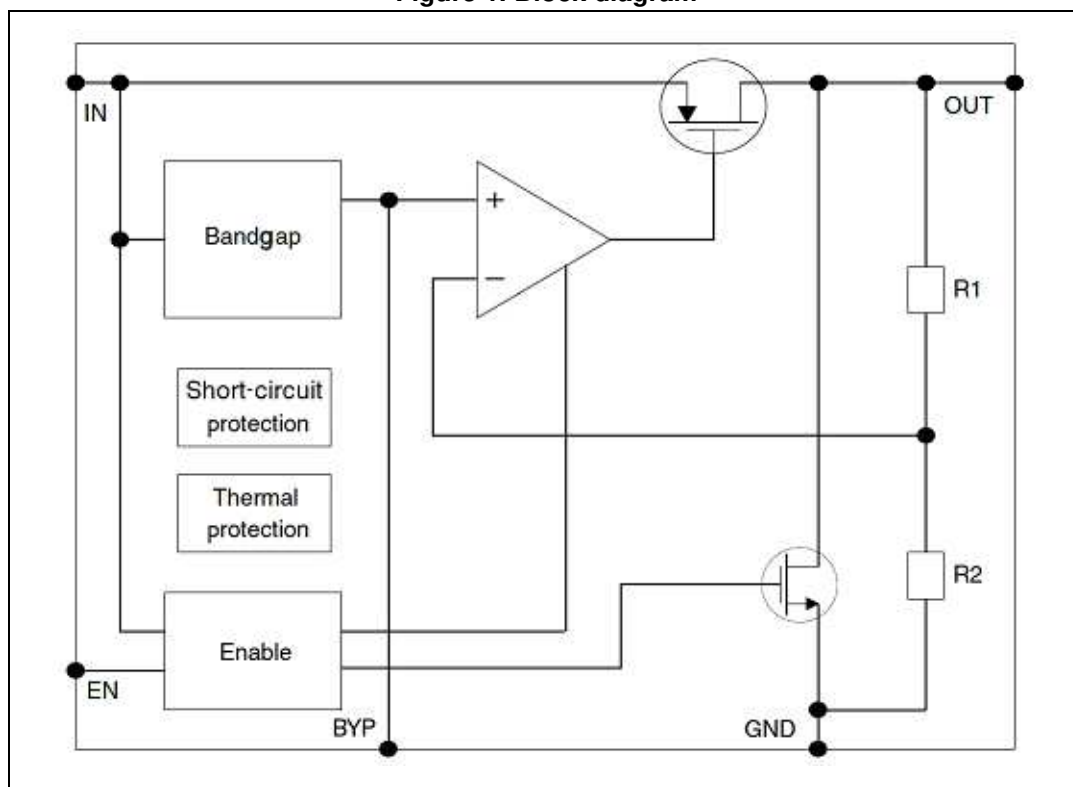 Figure 1. Block diagram
IN
OUT
Bandgap
+
−
R1
Short-circuit
protection
Thermal
protection
R2
Enable
EN
BYP
GND